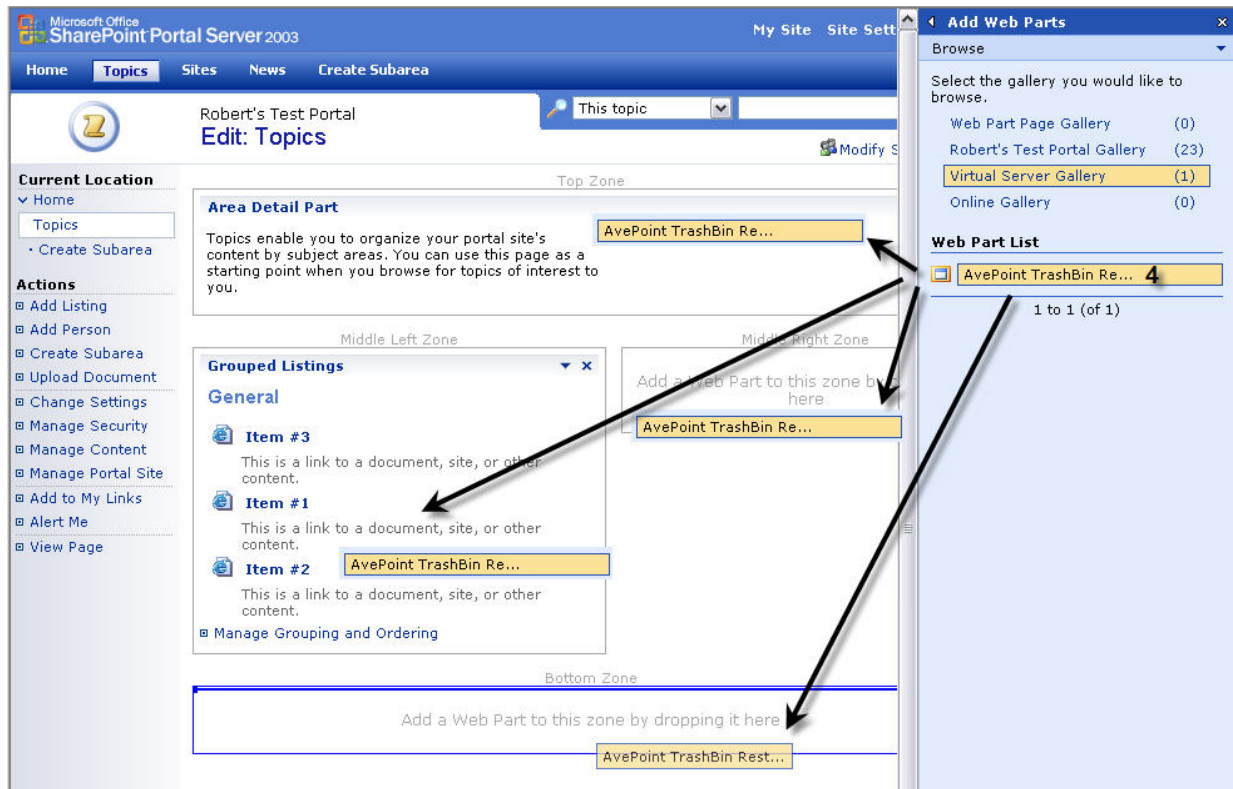 Microsoft Office
SharePoint Portal Server 2003
My Site Site Sett
Home Topics Sites News Create Subarea
Robert's Test Portal
Edit: Topics
This topic
Modify S
Current Location
Home
Topics
· Create Subarea
Actions
Add Listing
Add Person
Create Subarea
Upload Document
Change Settings
Manage Security
Manage Content
Manage Portal Site
Add to My Links
Alert Me
View Page
Top Zone
Area Detail Part
Topics enable you to organize your portal site's
content by subject areas. You can use this page as a
starting point when you browse for topics of interest to
you.
AvePoint TrashBin Re...
Middle Left Zone
Grouped Listings
General
Item #3
This is a link to a document, site, or other
content.
Item #1
This is a link to a document, site, or other
content.
AvePoint TrashBin Re...
Item #2
This is a link to a document, site, or other
content.
Manage Grouping and Ordering
Middle Right Zone
Add a Web Part to this zone b
here
AvePoint TrashBin Re...
Bottom Zone
Add a Web Part to this zone by dropping it here
AvePoint TrashBin Rest...
Add Web Parts
Browse
Select the gallery you would like to
browse.
Web Part Page Gallery (0)
Robert's Test Portal Gallery (23)
Virtual Server Gallery (1)
Online Gallery (0)
Web Part List
AvePoint TrashBin Re... 4
1 to 1 (of 1)